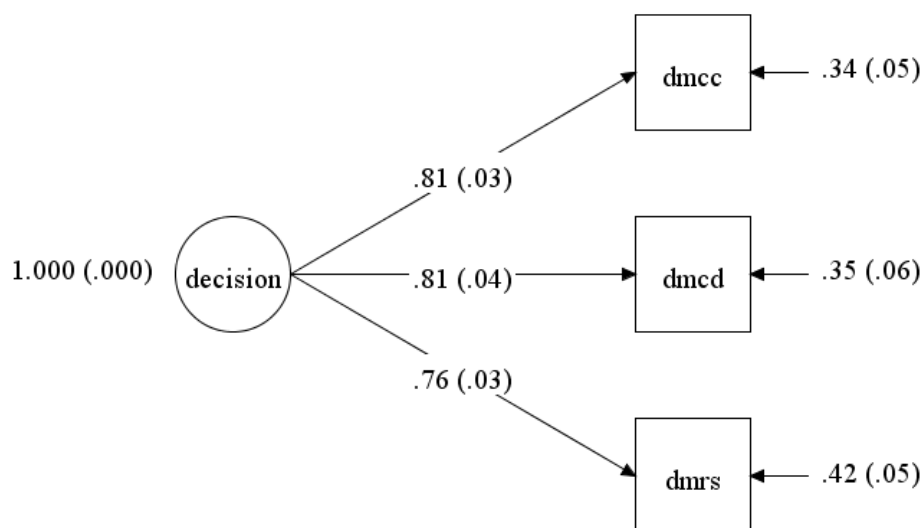 dmcc
.34 (.05)
.81 (.03)
1.000 (.000)
decision
.81 (.04)
dmcd
.35 (.06)
.76 (.03)
dmrs
.42 (.05)